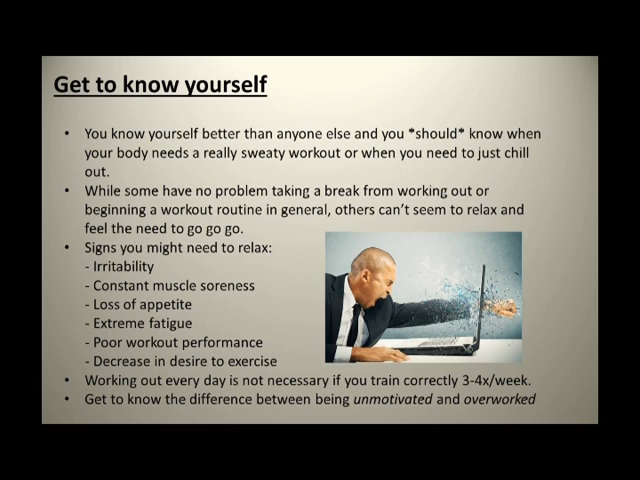 Get to know yourself
• You know yourself better than anyone else and you *should* know when
your body needs a really sweaty workout or when you need to just chill
out.
• While some have no problem taking a break from working out or
beginning a workout routine in general, others can't seem to relax and
feel the need to go go go.
• Signs you might need to relax:
- Irritability
- Constant muscle soreness
- Loss of appetite
- Extreme fatigue
- Poor workout performance
- Decrease in desire to exercise
• Working out every day is not necessary if you train correctly 3-4x/week.
• Get to know the difference between being unmotivated and overworked